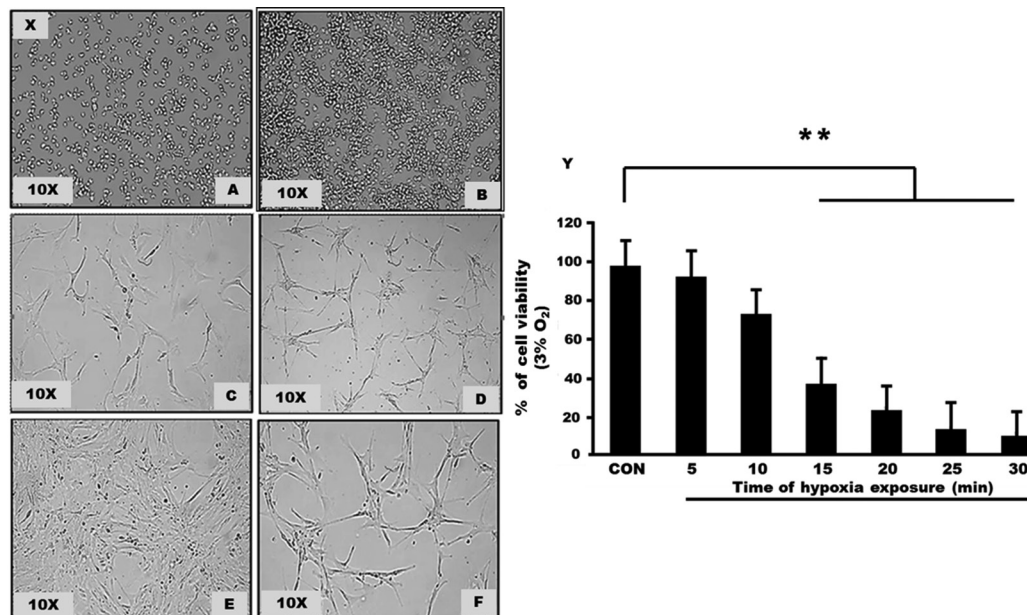 X
10X
A
10X
B
10X
C
10X
D
10X
E
10X
F
**
Y
% of cell viability
(3% O₂)
120
100
80
60
40
20
0
CON
5
10
15
20
25
30
Time of hypoxia exposure (min)